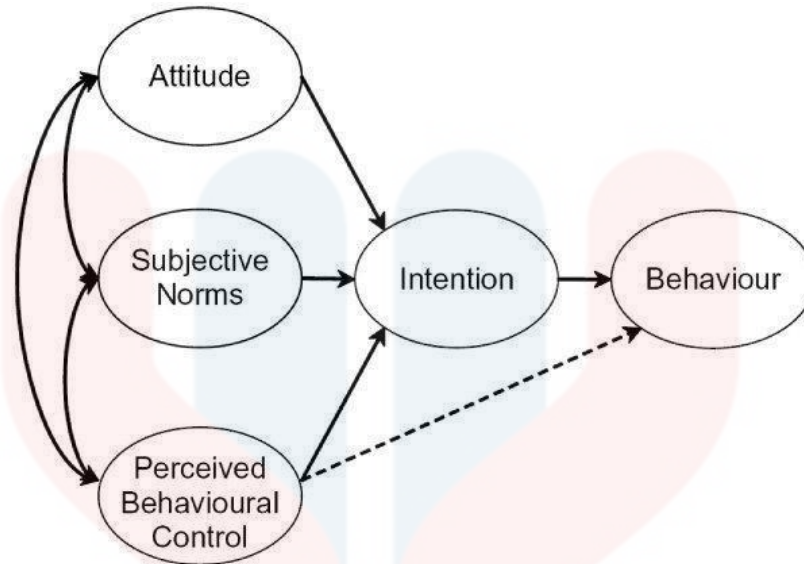 Attitude
Subjective
Norms
Intention
Behaviour
Perceived
Behavioural
Control